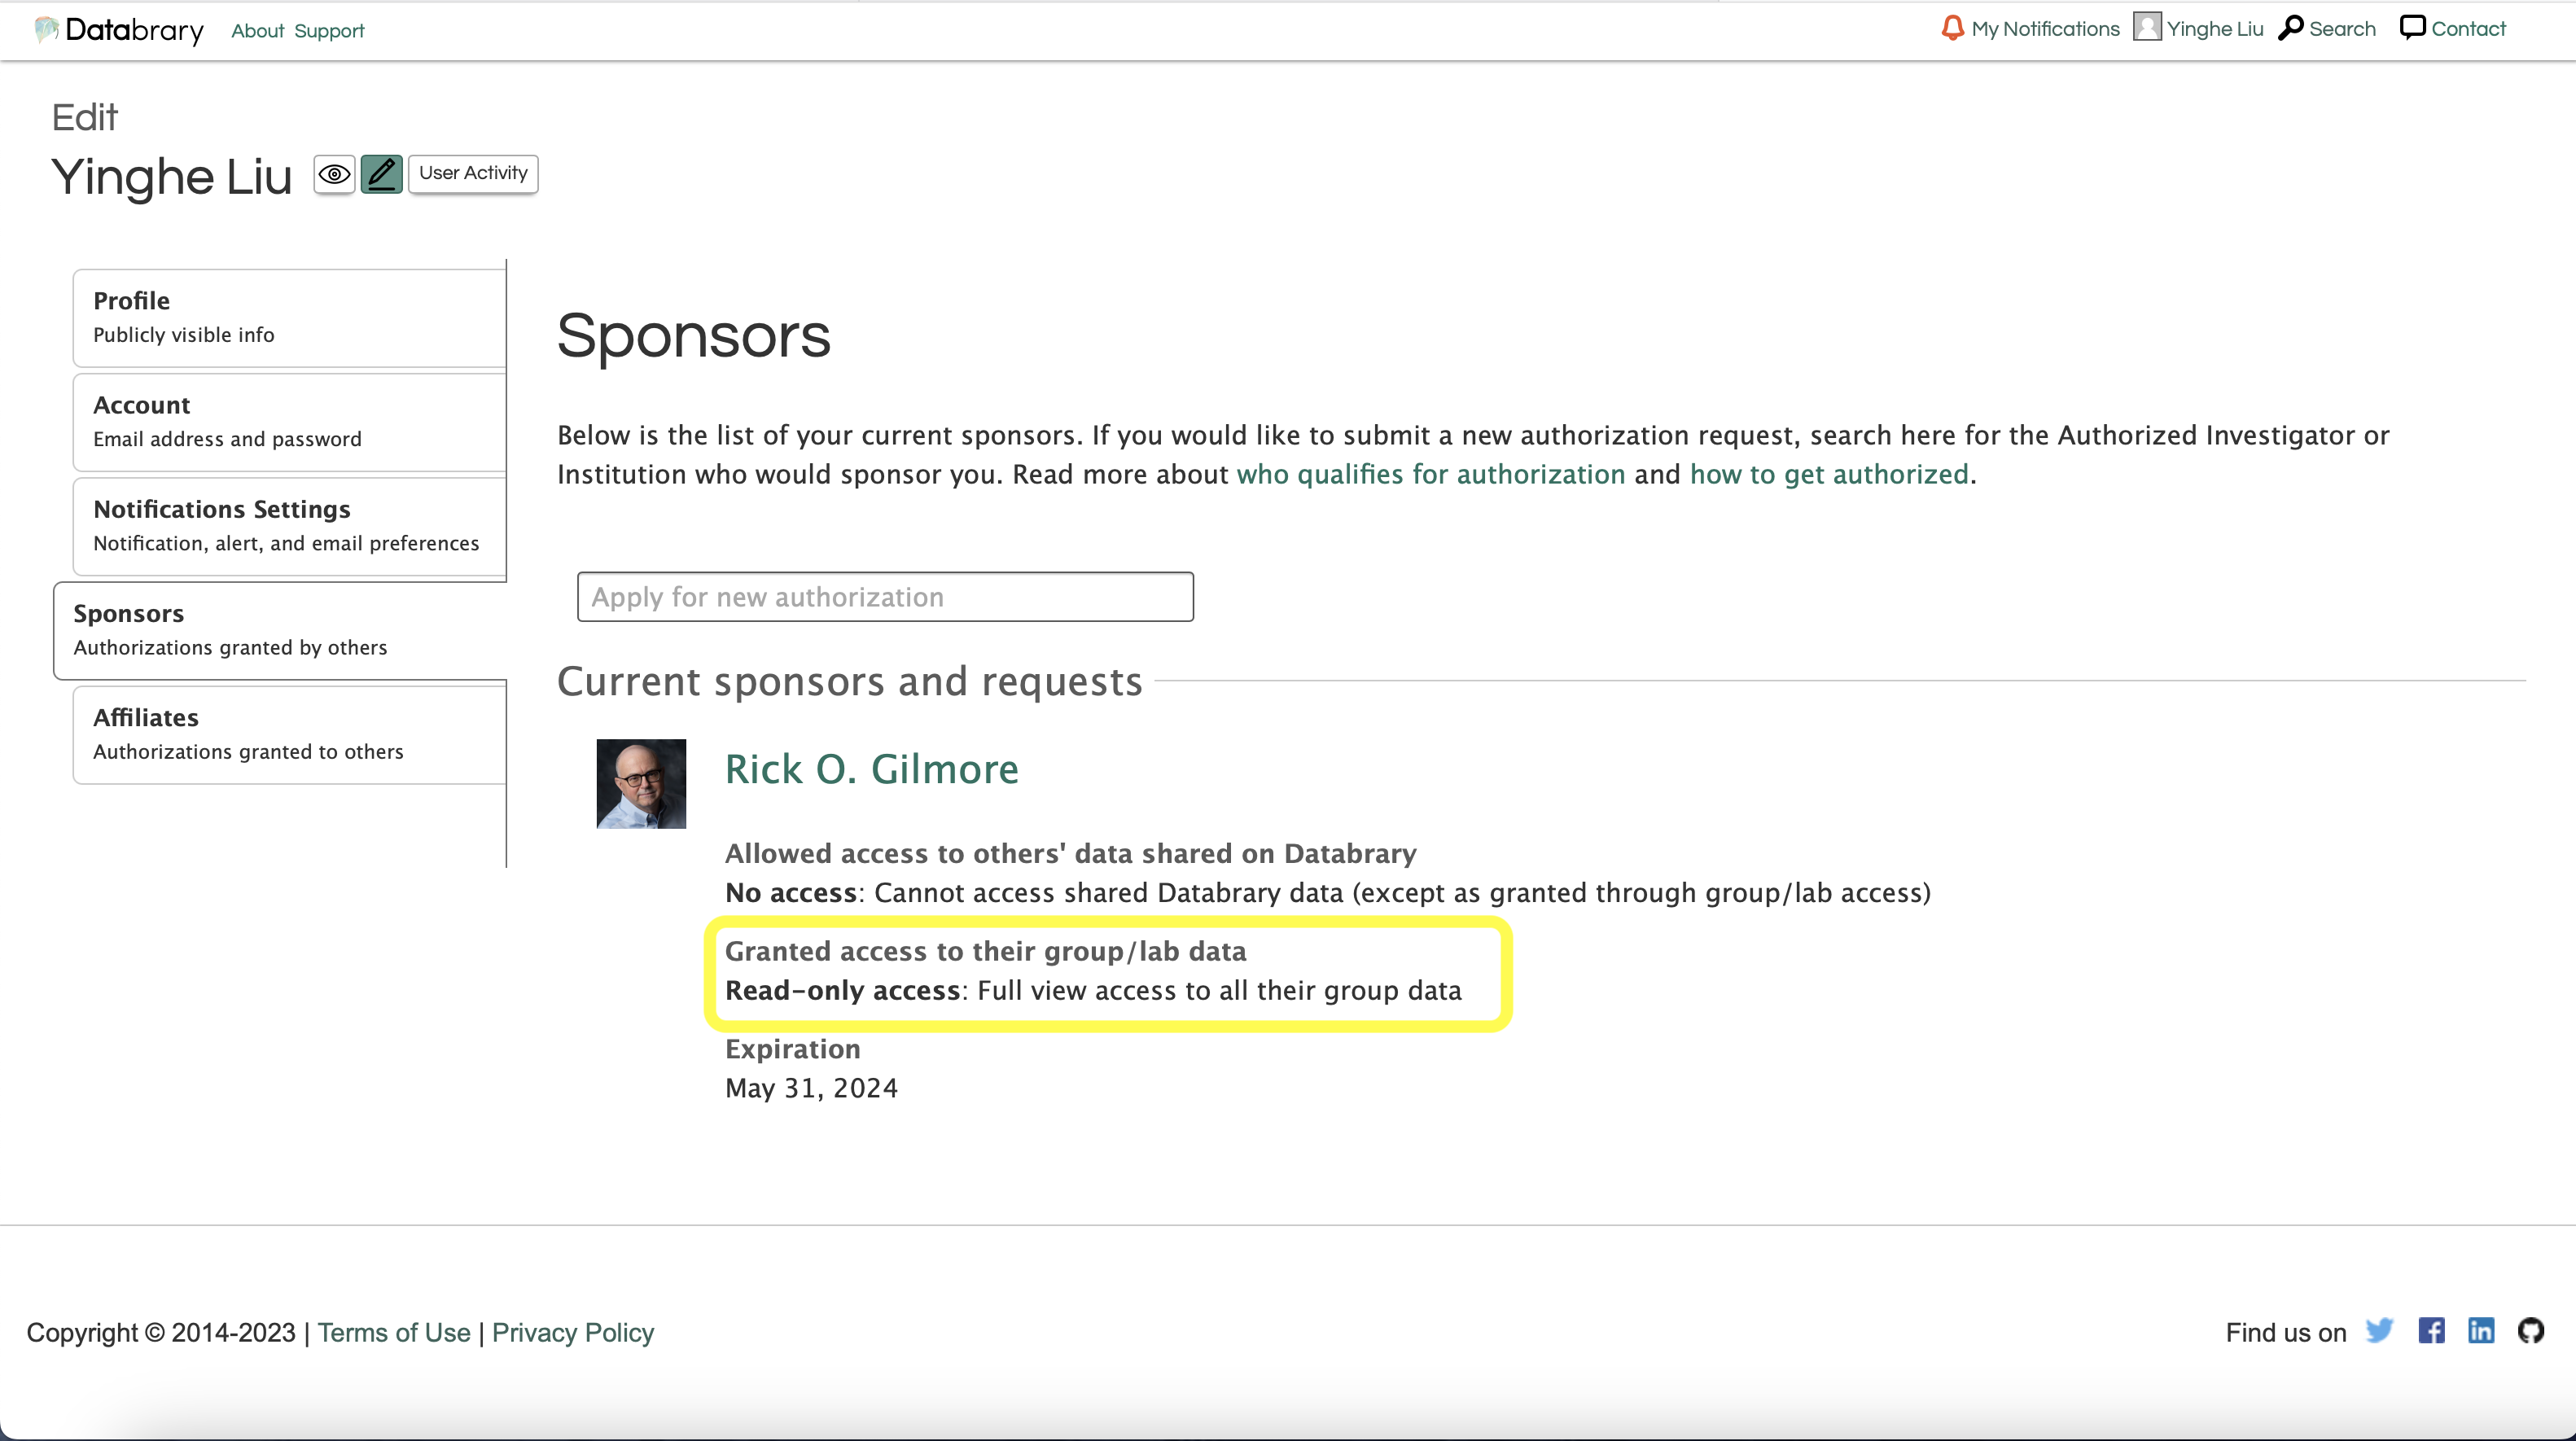 Databrary About Support My Notifications Yinghe Liu Search Contact
Edit
Yinghe Liu User Activity
Profile
Publicly visible info
Account
Email address and password
Notifications Settings
Notification, alert, and email preferences
Sponsors
Authorizations granted by others
Affiliates
Authorizations granted to others
Sponsors
Below is the list of your current sponsors. If you would like to submit a new authorization request, search here for the Authorized Investigator or
Institution who would sponsor you. Read more about who qualifies for authorization and how to get authorized.
Apply for new authorization
Current sponsors and requests
Rick O. Gilmore
Allowed access to others' data shared on Databrary
No access: Cannot access shared Databrary data (except as granted through group/lab access)
Granted access to their group/lab data
Read-only access: Full view access to all their group data
Expiration
May 31, 2024
Copyright © 2014-2023 | Terms of Use | Privacy Policy Find us on